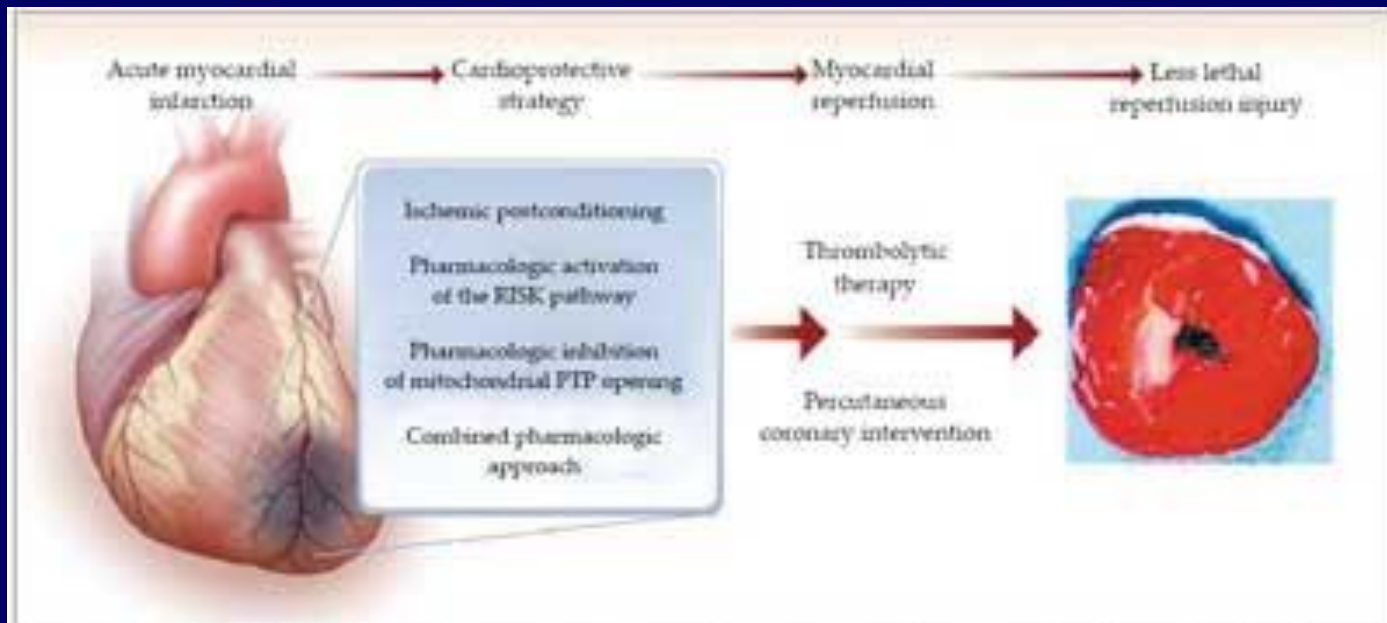 Acute myocardial
infarction
Cardioprotective
strategy
Myocardial
reperfusion
Less lethal
reperfusion injury
Ischemic postconditioning
Pharmacologic activation
of the RISK pathway
Pharmacologic inhibition
of mitochondrial PTP opening
Combined pharmacologic
approach
Thrombolytic
therapy
Percutaneous
coronary intervention